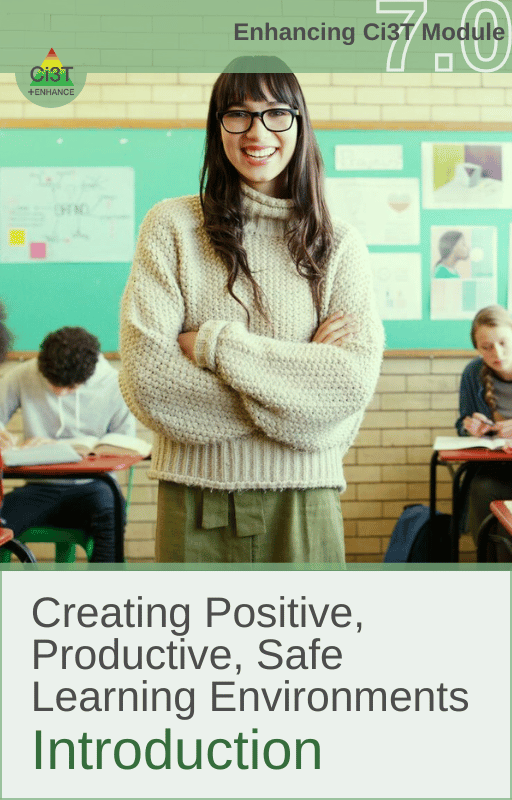 Enhancing Ci3T Module
7.0
Ci3T
+ENHANCE
Creating Positive,
Productive, Safe
Learning Environments
Introduction